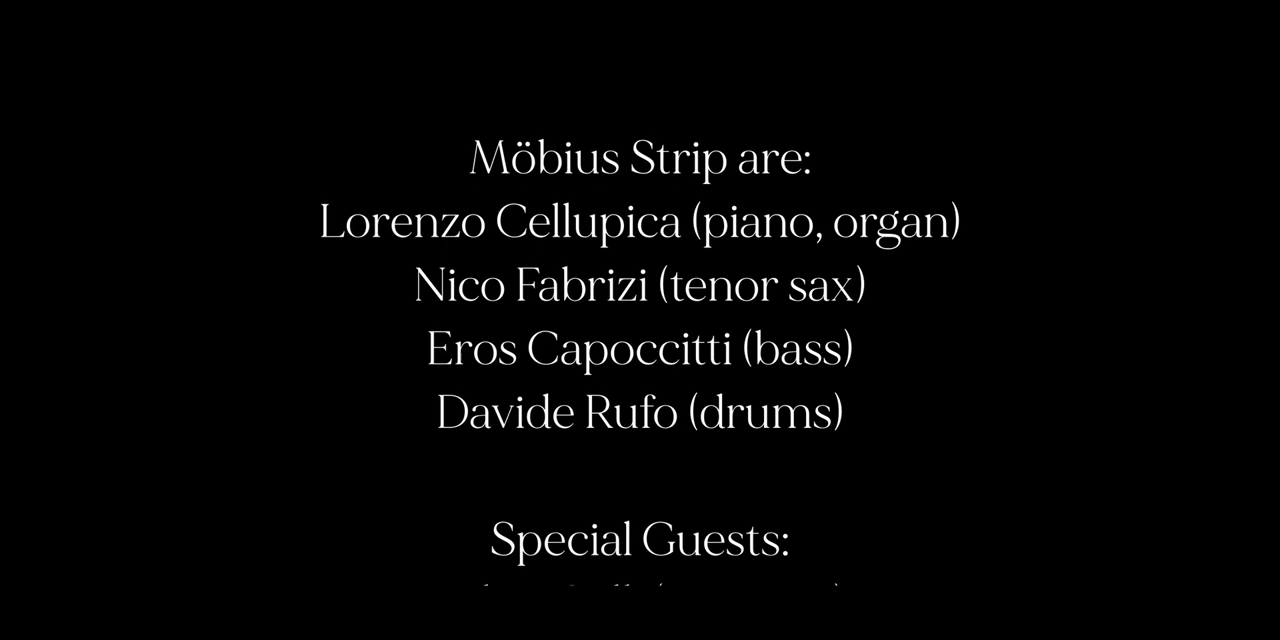 Möbius Strip are:
Lorenzo Cellupica (piano, organ)
Nico Fabrizi (tenor sax)
Eros Capoccitti (bass)
Davide Rufo (drums)
Special Guests: